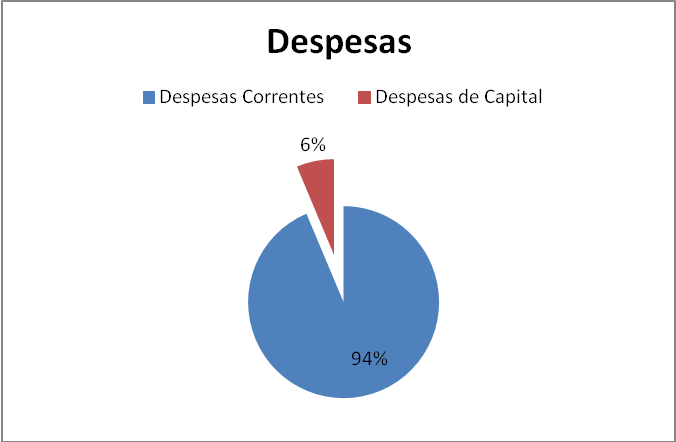 Despesas
Despesas Correntes Despesas de Capital
6%
94%